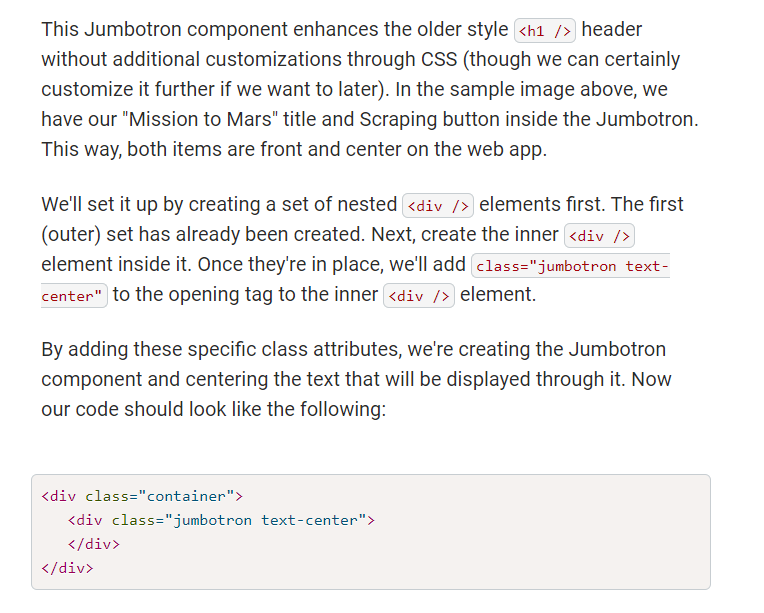 This Jumbotron component enhances the older style <h1 /> header
without additional customizations through CSS (though we can certainly
customize it further if we want to later). In the sample image above, we
have our "Mission to Mars" title and Scraping button inside the Jumbotron.
This way, both items are front and center on the web app.
We'll set it up by creating a set of nested <div /> elements first. The first
(outer) set has already been created. Next, create the inner <div />
element inside it. Once they're in place, we'll add class="jumbotron text-
center" to the opening tag to the inner <div /> element.
By adding these specific class attributes, we're creating the Jumbotron
component and centering the text that will be displayed through it. Now
our code should look like the following:
<div class="container">
<div class="jumbotron text-center">
</div>
</div>